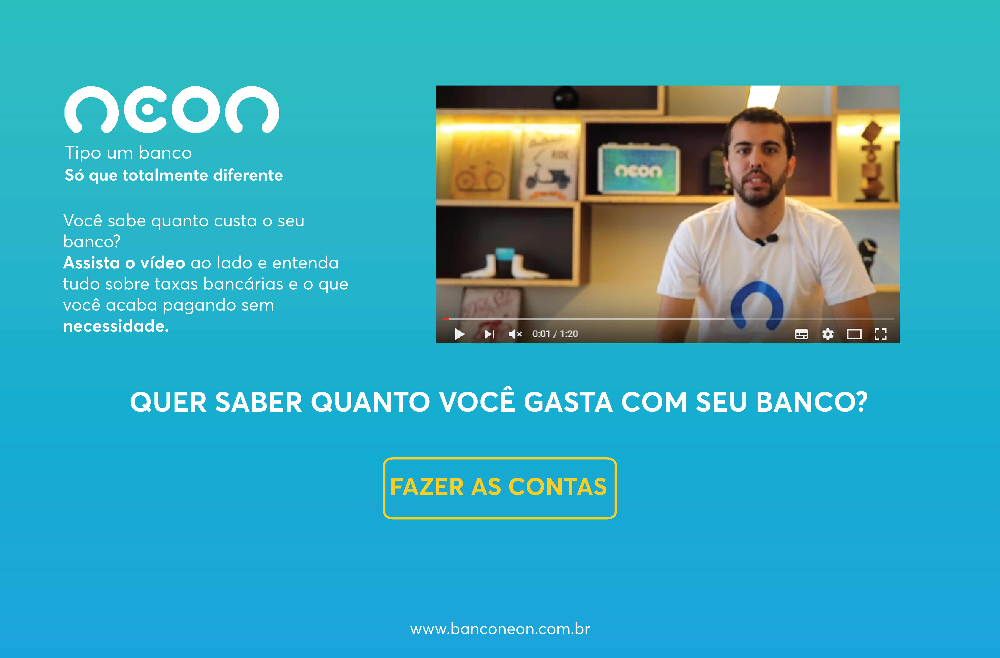 neon
Tipo um banco
Só que totalmente diferente
Você sabe quanto custa o seu
banco?
Assista o vídeo ao lado e entenda
tudo sobre taxas bancárias e o que
você acaba pagando sem
necessidade.
RIDE
neon
0:01 / 1:20
QUER SABER QUANTO VOCÊ GASTA COM SEU BANCO?
FAZER AS CONTAS
www.banconeon.com.br